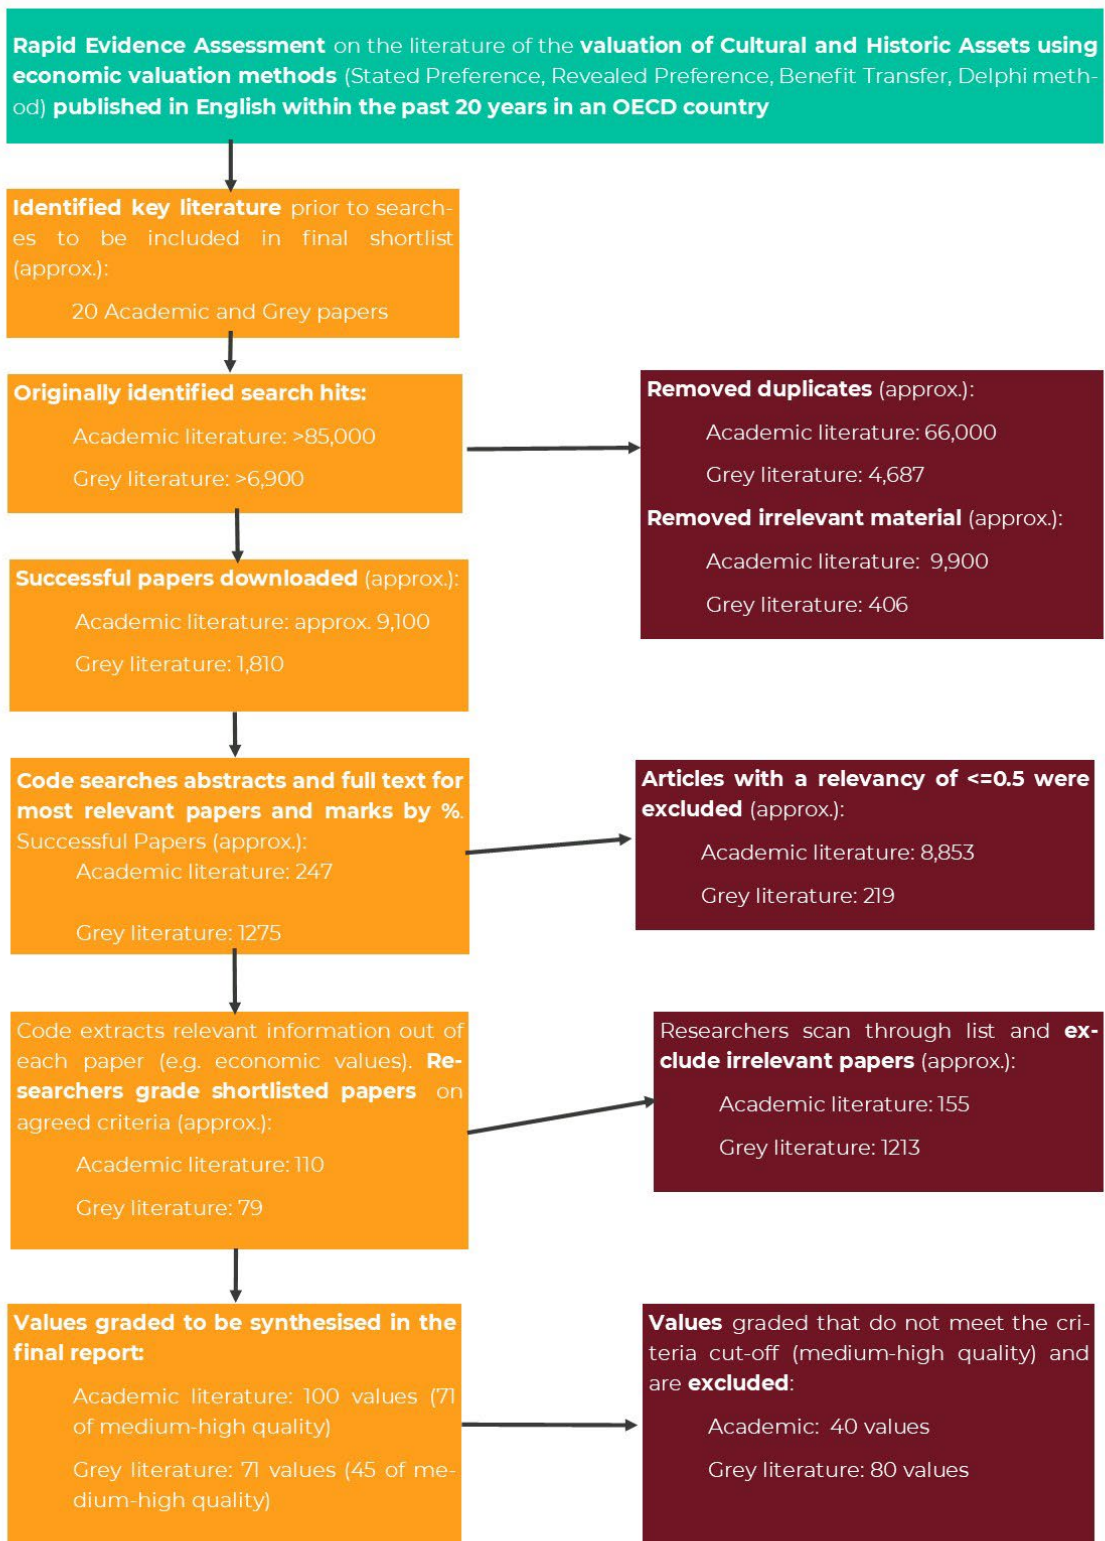 Rapid Evidence Assessment on the literature of the valuation of Cultural and Historic Assets using
economic valuation methods (Stated Preference, Revealed Preference, Benefit Transfer, Delphi meth-
od) published in English within the past 20 years in an OECD country
Identified key literature prior to search-
es to be included in final shortlist
(approx.):
20 Academic and Grey papers
Originally identified search hits:
Academic literature: >85,000
Grey literature: >6,900
Removed duplicates (approx.):
Academic literature: 66,000
Grey literature: 4,687
Removed irrelevant material (approx.):
Academic literature: 9,900
Grey literature: 406
Successful papers downloaded (approx.):
Academic literature: approx. 9,100
Grey literature: 1,810
Code searches abstracts and full text for
most relevant papers and marks by %.
Successful Papers (approx.):
Academic literature: 247
Grey literature: 1275
Articles with a relevancy of <=0.5 were
excluded (approx.):
Academic literature: 8,853
Grey literature: 219
Code extracts relevant information out of
each paper (e.g. economic values). Re-
searchers grade shortlisted papers on
agreed criteria (approx.):
Academic literature: 110
Grey literature: 79
Researchers scan through list and ex-
clude irrelevant papers (approx.):
Academic literature: 155
Grey literature: 1213
Values graded to be synthesised in the
final report:
Academic literature: 100 values (71
of medium-high quality)
Grey literature: 71 values (45 of me-
dium-high quality)
Values graded that do not meet the cri-
teria cut-off (medium-high quality) and
are excluded:
Academic: 40 values
Grey literature: 80 values